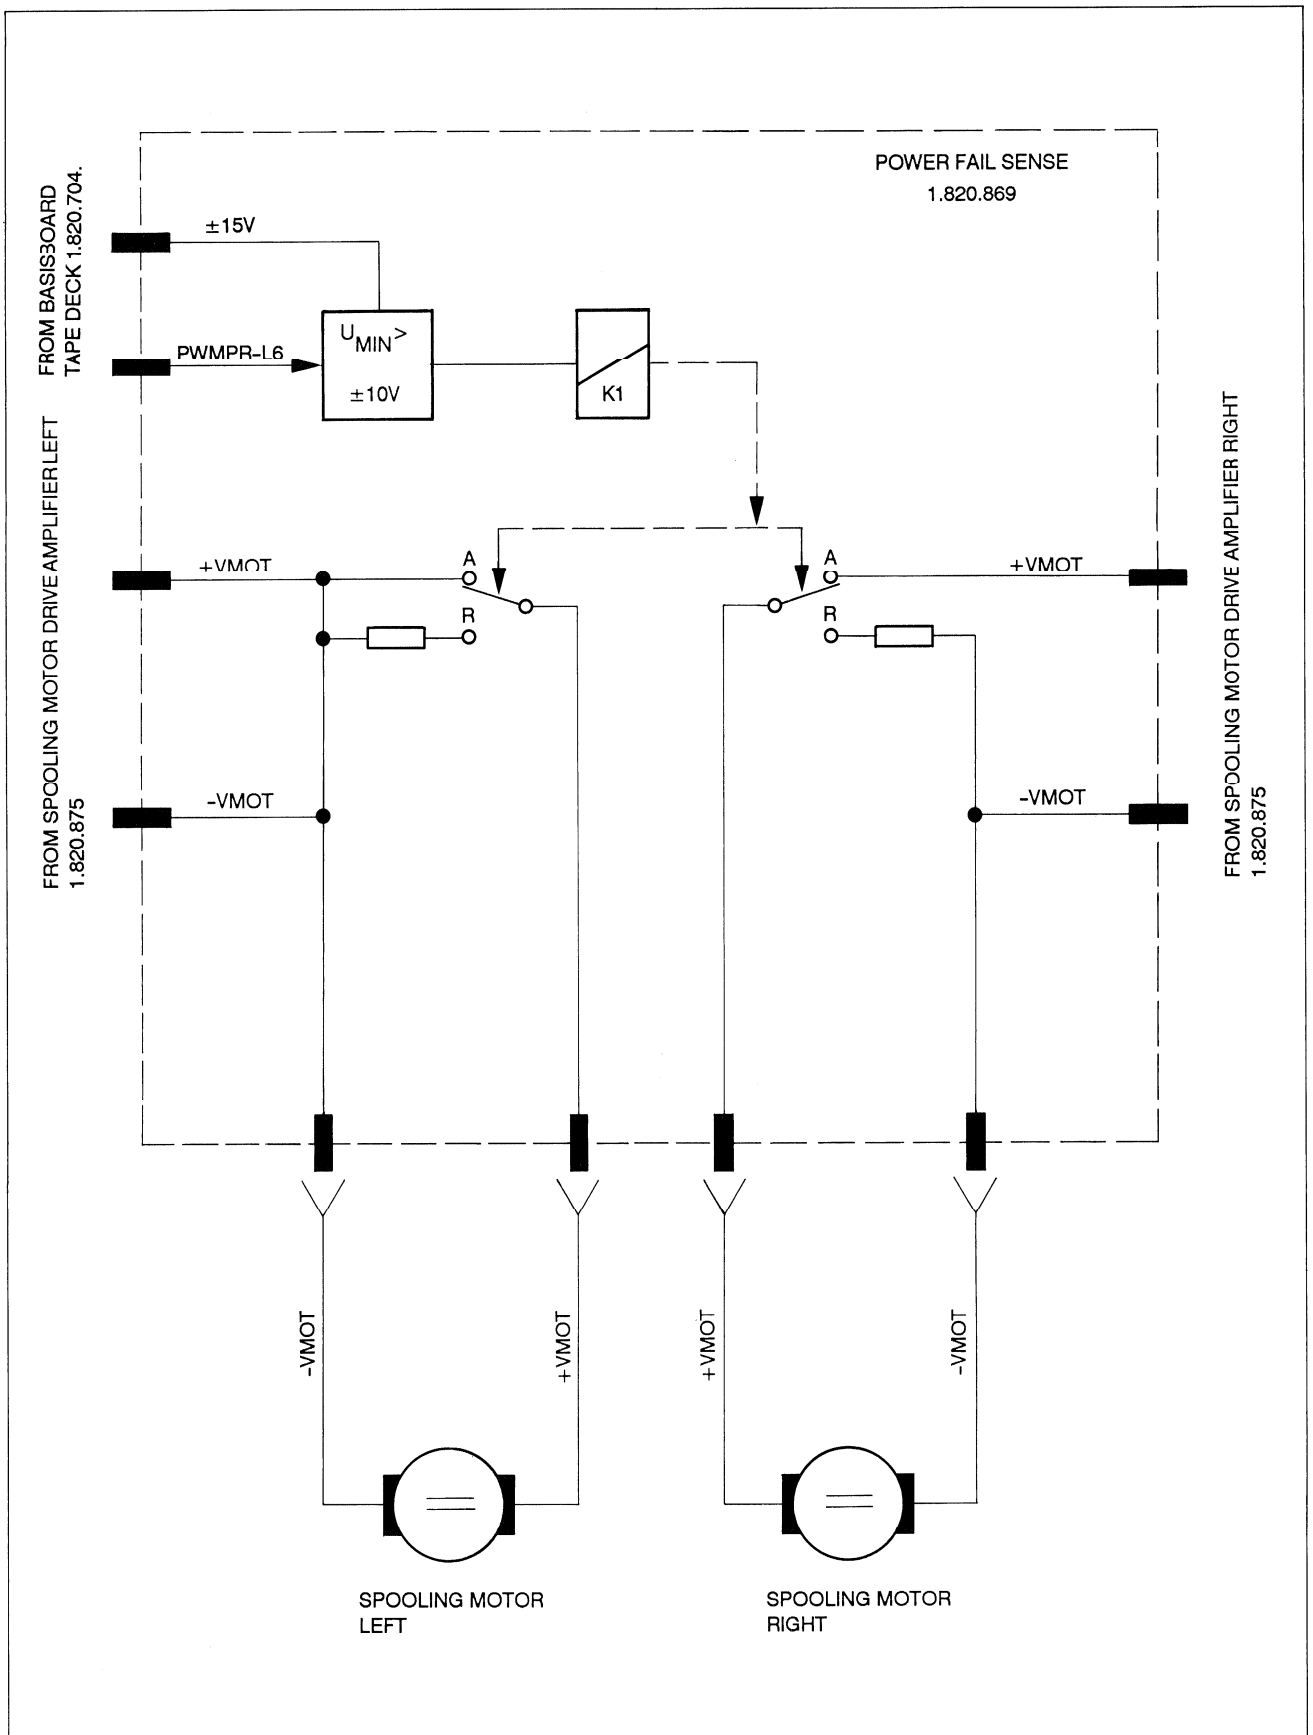 POWER FAIL SENSE
1.820.869
FROM BASISBOARD
TAPE DECK 1.820.704.
±15V
PWMPR-L6
U MIN >
±10V
K1
FROM SPOOLING MOTOR DRIVE AMPLIFIER LEFT
1.820.875
+VMOT
A
R
-VMOT
A
R
+VMOT
-VMOT
FROM SPOOLING MOTOR DRIVE AMPLIFIER RIGHT
1.820.875
-VMOT
+VMOT
+VMOT
-VMOT
SPOOLING MOTOR
LEFT
SPOOLING MOTOR
RIGHT